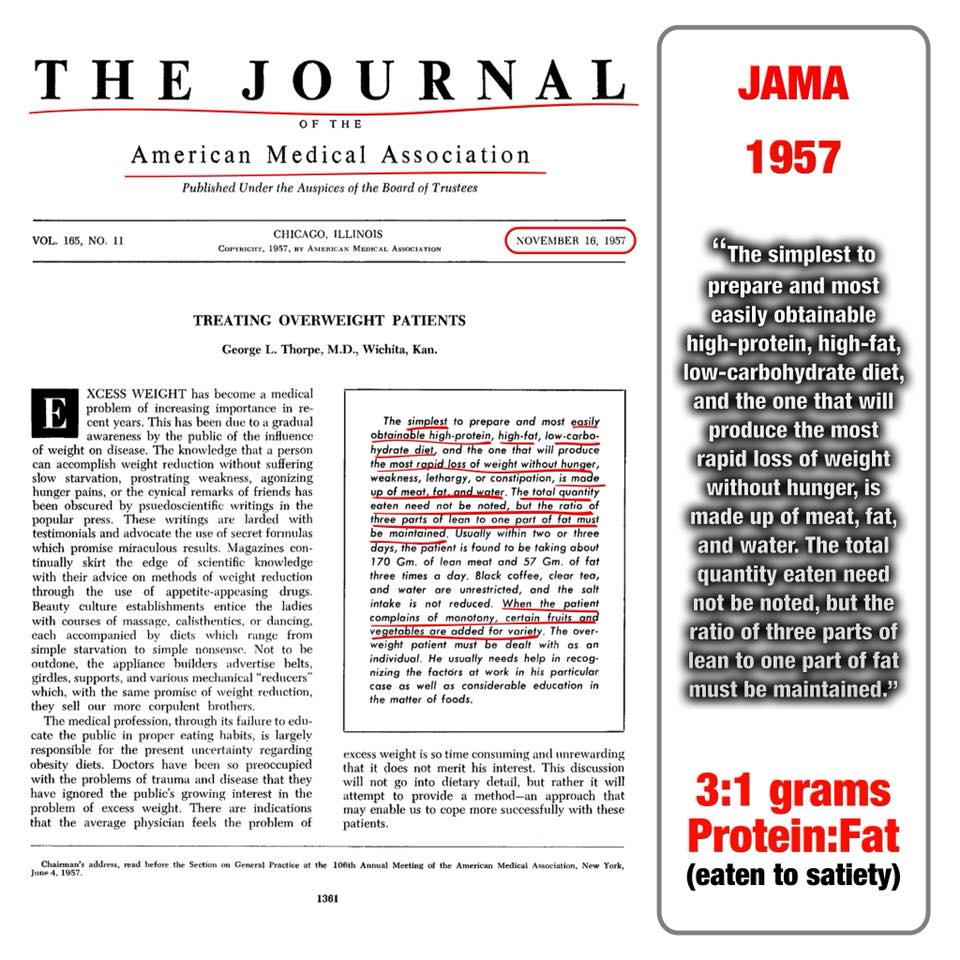 THE JOURNAL
OF THE
American Medical Association
Published Under the Auspices of the Board of Trustees
VOL. 165, NO. 11
CHICAGO, ILLINOIS
COPYRIGHT, 1957, BY AMERICAN MEDICAL ASSOCIATION
NOVEMBER 16, 1957
TREATING OVERWEIGHT PATIENTS
George L. Thorpe, M.D., Wichita, Kan.
EXCESS WEIGHT has become a medical
problem of increasing importance in re-
cent years. This has been due to a gradual
awareness by the public of the influence
of weight on disease. The knowledge that a person
can accomplish weight reduction without suffering
slow starvation, prostrating weakness, agonizing
hunger pains, or the cynical remarks of friends has
been obscured by psuedoscientific writings in the
popular press. These writings are larded with
testimonials and advocate the use of secret formulas
which promise miraculous results. Magazines con-
tinually skirt the edge of scientific knowledge
with their advice on methods of weight reduction
through the use of appetite-appeasing drugs.
Beauty culture establishments entice the ladies
with courses of massage, calisthentics, or dancing,
each accompanied by diets which range from
simple starvation to simple nonsense. Not to be
outdone, the appliance builders advertise belts,
girdles, supports, and various mechanical "reducers"
which, with the same promise of weight reduction,
they sell our more corpulent brothers.
The medical profession, through its failure to edu-
cate the public in proper eating habits, is largely
responsible for the present uncertainty regarding
obesity diets. Doctors have been so preoccupied
with the problems of trauma and disease that they
have ignored the public's growing interest in the
problem of excess weight. There are indications
that the average physician feels the problem of
The simplest to prepare and most easily
obtainable high-protein, high-fat, low-carbo-
hydrate diet, and the one that will produce
the most rapid loss of weight without hunger,
weakness, lethargy, or constipation, is made
up of meat, fat, and water. The total quantity
eaten need not be noted, but the ratio of
three parts of lean to one part of fat must
be maintained. Usually within two or three
days, the patient is found to be taking about
170 Gm. of lean meat and 57 Gm. of fat
three times a day. Black coffee, clear tea,
and water are unrestricted, and the salt
intake is not reduced. When the patient
complains of monotony, certain fruits and
vegetables are added for variety. The over-
weight patient must be dealt with as an
individual. He usually needs help in recog-
nizing the factors at work in his particular
case as well as considerable education in
the matter of foods.
excess weight is so time consuming and unrewarding
that it does not merit his interest. This discussion
will not go into dietary detail, but rather it will
attempt to provide a method—an approach that
may enable us to cope more successfully with these
patients.
Chairman's address, read before the Section on General Practice at the 106th Annual Meeting of the American Medical Association, New York,
June 4, 1957.
1361
JAMA
1957
“The simplest to
prepare and most
easily obtainable
high-protein, high-fat,
low-carbohydrate diet,
and the one that will
produce the most
rapid loss of weight
without hunger, is
made up of meat, fat,
and water. The total
quantity eaten need
not be noted, but the
ratio of three parts of
lean to one part of fat
must be maintained.”
3:1 grams
Protein:Fat
(eaten to satiety)